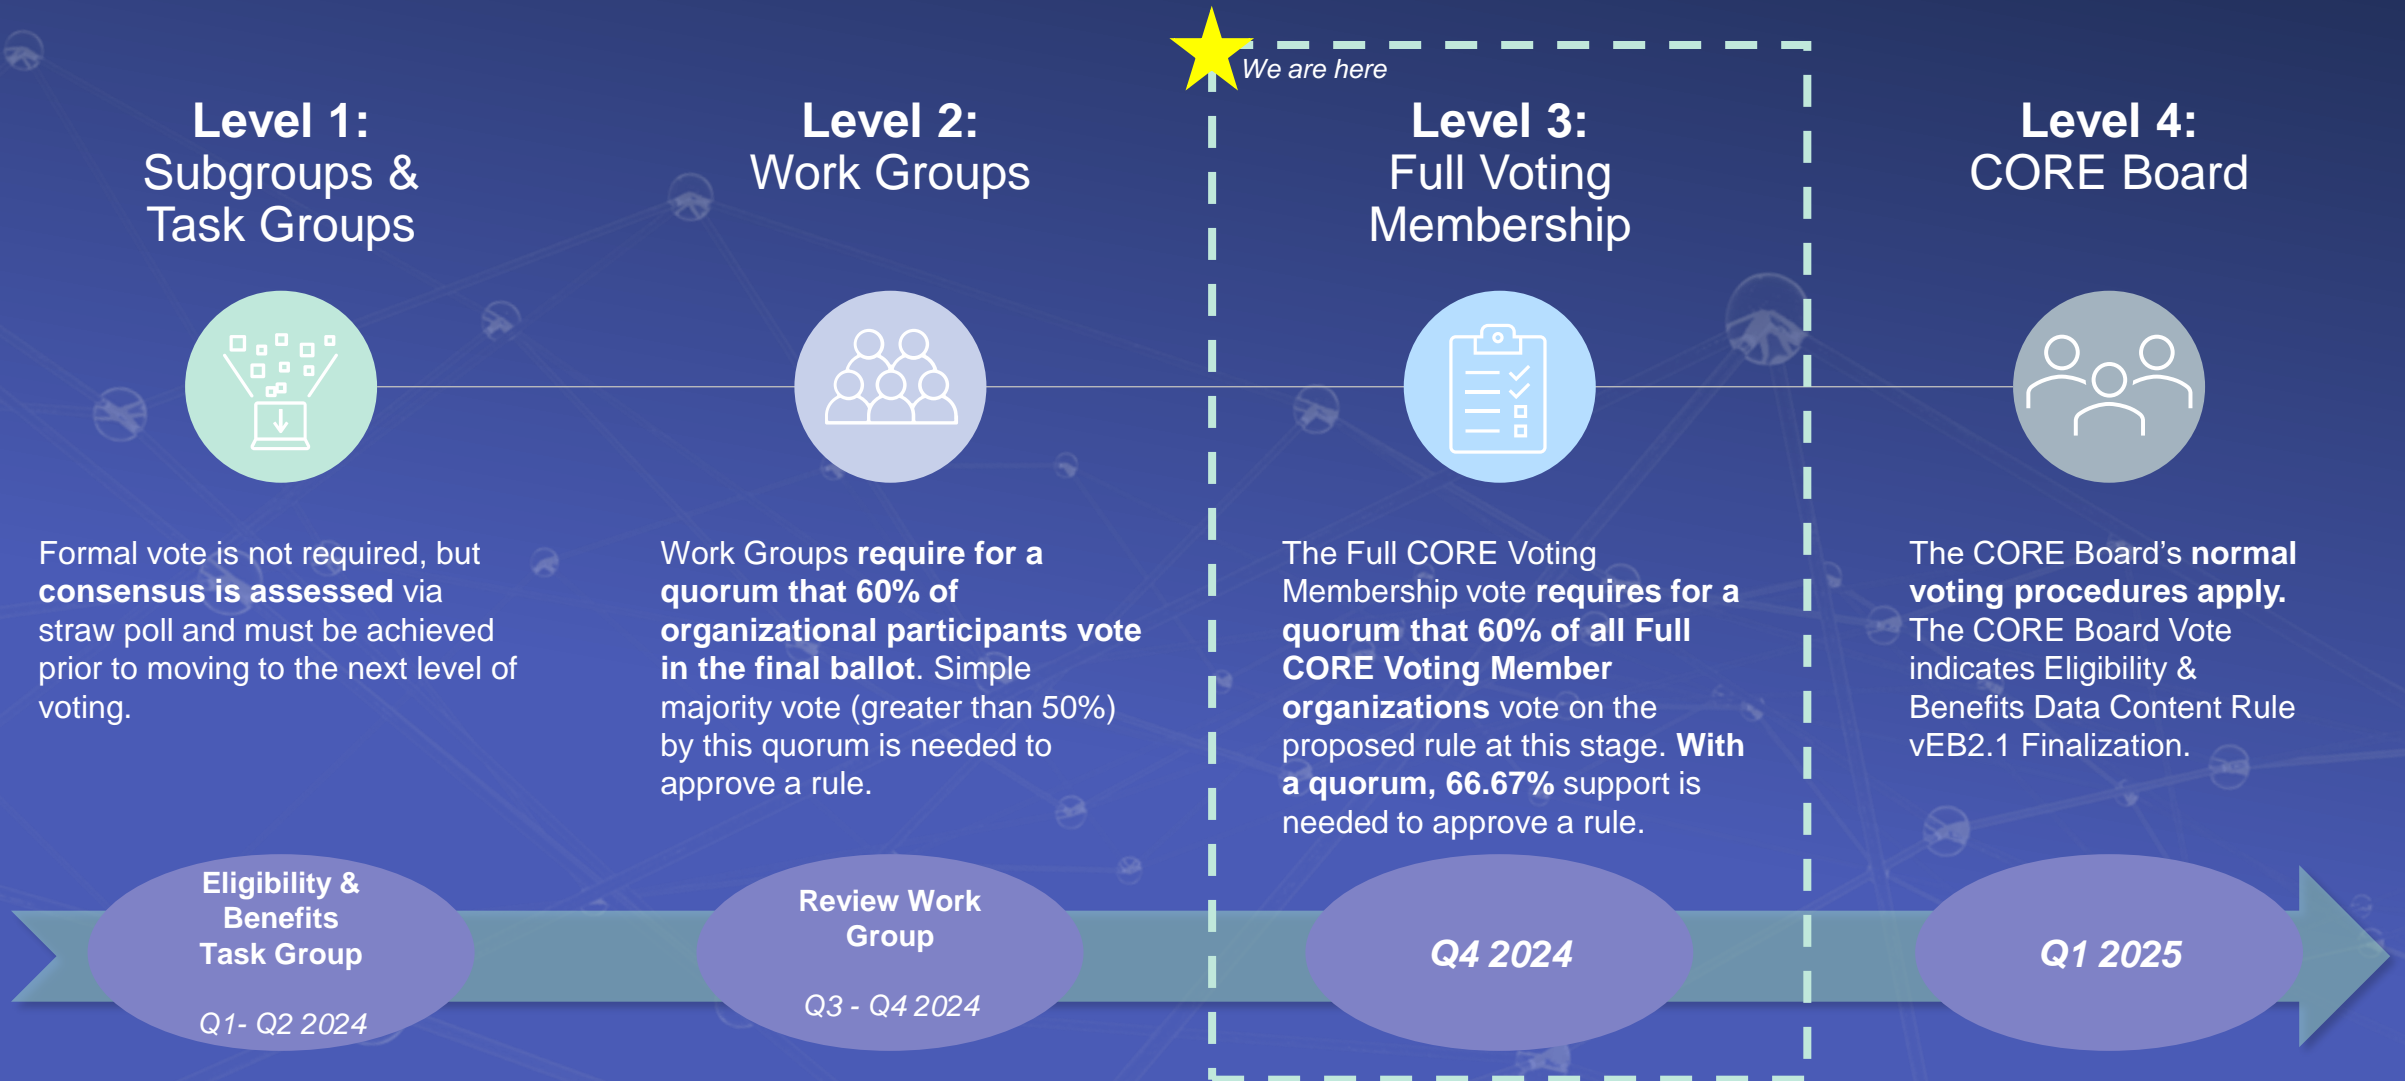 We are here
Level 1:
Subgroups &
Task Groups
Formal vote is not required, but
consensus is assessed via
straw poll and must be achieved
prior to moving to the next level of
voting.
Eligibility &
Benefits
Task Group
Q1- Q2 2024
Level 2:
Work Groups
Work Groups require for a
quorum that 60% of
organizational participants vote
in the final ballot. Simple
majority vote (greater than 50%)
by this quorum is needed to
approve a rule.
Review Work
Group
Q3 - Q4 2024
Level 3:
Full Voting
Membership
The Full CORE Voting
Membership vote requires for a
quorum that 60% of all Full
CORE Voting Member
organizations vote on the
proposed rule at this stage. With
a quorum, 66.67% support is
needed to approve a rule.
Q4 2024
Level 4:
CORE Board
The CORE Board’s normal
voting procedures apply.
The CORE Board Vote
indicates Eligibility &
Benefits Data Content Rule
vEB2.1 Finalization.
Q1 2025